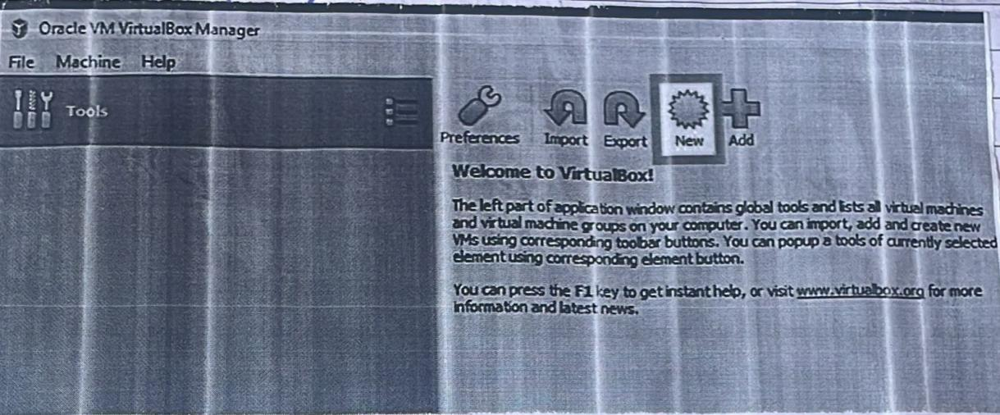 Oracle VM VirtualBox Manager
File Machine Help
Tools
Preferences Import Export New Add
Welcome to VirtualBox!
The left part of application window contains global tools and lists all virtual machines
and virtual machine groups on your computer. You can import, add and create new
VMs using corresponding toolbar buttons. You can popup a tools of currently selected
element using corresponding element button.
You can press the F1 key to get instant help, or visit www.virtualbox.org for more
information and latest news.